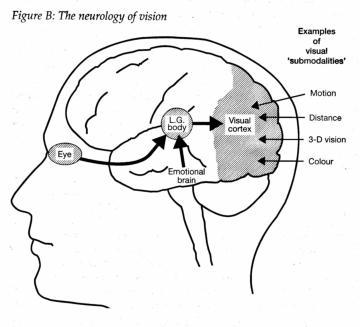 Figure B: The neurology of vision
Examples
of
visual
'submodalities'
Motion
L.G.
body
Visual
cortex
Distance
3-D vision
Eye
Colour
Emotional
brain